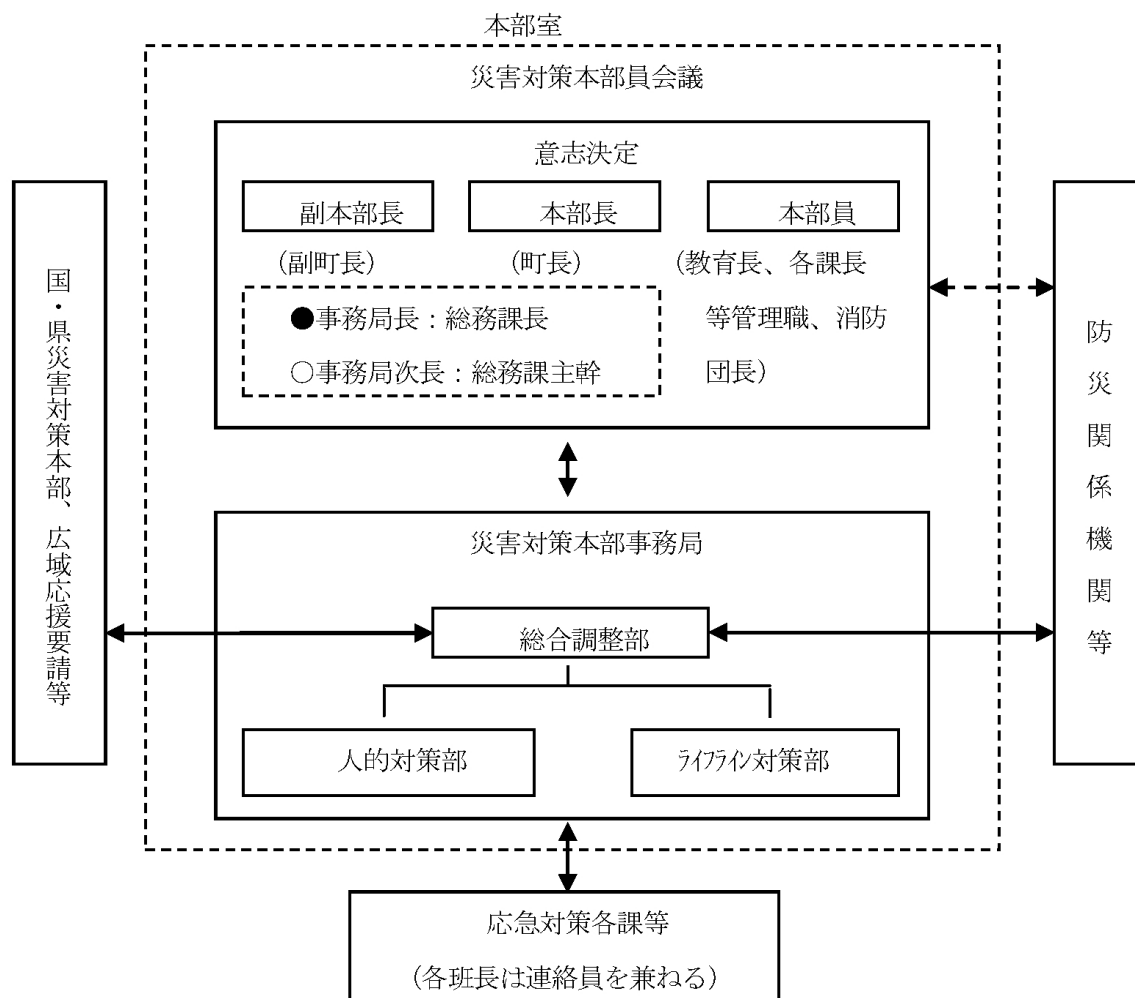 本部室
災害対策本部員会議
意志決定
副本部長
本部長
本部員
(副町長)
(町長)
(教育長、各課長
等管理職、消防
団長)
●事務局長：総務課長
○事務局次長：総務課主幹
国・県災害対策本部、広域応援要請等
防災関係機関等
災害対策本部事務局
総合調整部
人的対策部
ﾗｲﾌﾗｲﾝ対策部
応急対策各課等
(各班長は連絡員を兼ねる)